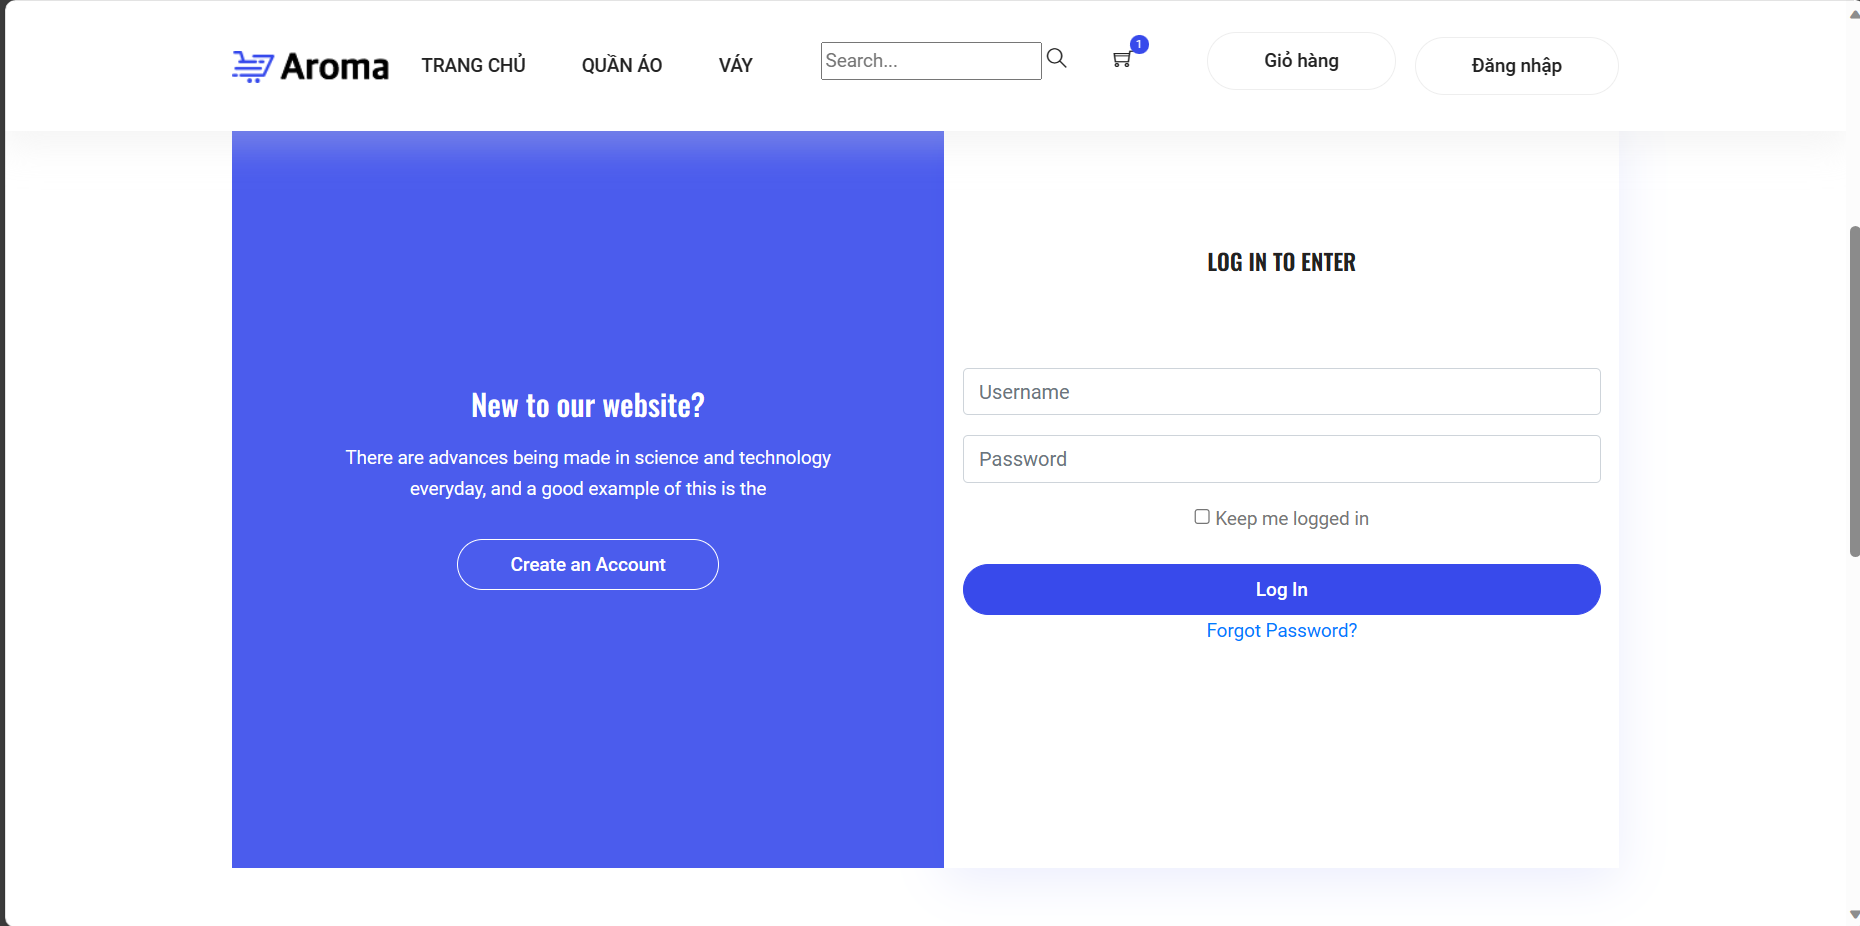 Aroma
TRANG CHỦ
QUẦN ÁO
VÁY
Search...
1
Giỏ hàng
Đăng nhập
New to our website?
There are advances being made in science and technology
everyday, and a good example of this is the
Create an Account
LOG IN TO ENTER
Username
Password
Keep me logged in
Log In
Forgot Password?